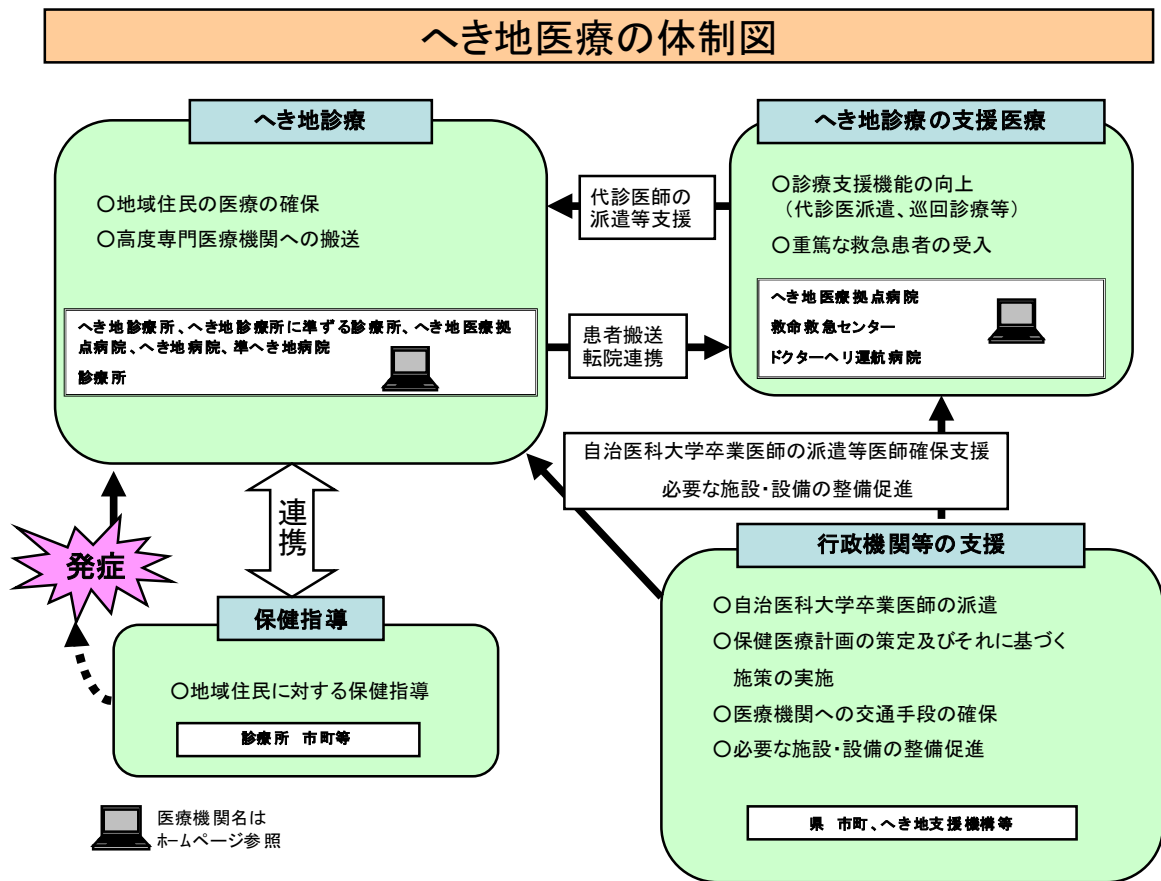 へき地医療の体制図
へき地診療
○地域住民の医療の確保
○高度専門医療機関への搬送
へき地診療所、へき地診療所に準ずる診療所、へき地医療拠
点病院、へき地病院、準へき地病院
診療所
代診医師の
派遣等支援
患者搬送
転院連携
へき地診療の支援医療
○診療支援機能の向上
（代診医派遣、巡回診療等）
○重篤な救急患者の受入
へき地医療拠点病院
救命救急センター
ドクターヘリ運航病院
自治医科大学卒業医師の派遣等医師確保支援
必要な施設・設備の整備促進
連携
発症
保健指導
○地域住民に対する保健指導
診療所 市町等
行政機関等の支援
○自治医科大学卒業医師の派遣
○保健医療計画の策定及びそれに基づく
施策の実施
○医療機関への交通手段の確保
○必要な施設・設備の整備促進
県 市町、へき地支援機構等
医療機関名は
ホームページ参照